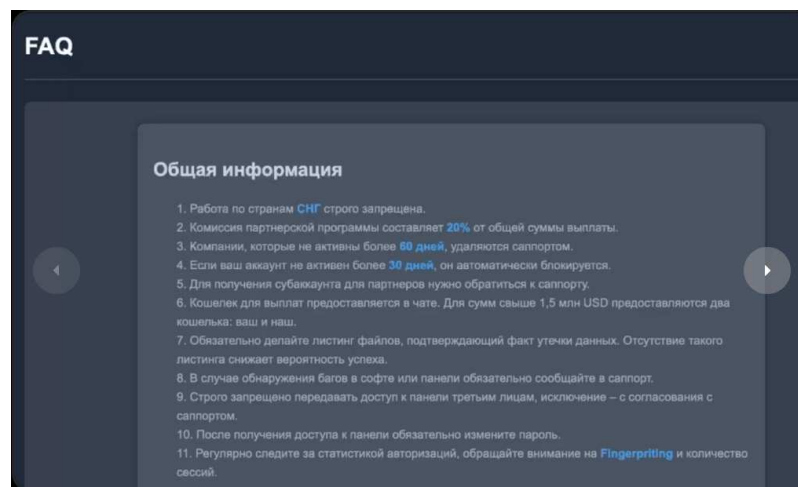 FAQ
Общая информация
1. Работа по странам СНГ строго запрещена.
2. Комиссия партнерской программы составляет 20% от общей суммы выплаты.
3. Компании, которые не активны более 60 дней, удаляются саппортом.
4. Если ваш аккаунт не активен более 30 дней, он автоматически блокируется.
5. Для получения субаккаунта для партнеров нужно обратиться к саппорту.
6. Кошелек для выплат предоставляется в чате. Для сумм свыше 1,5 млн USD предоставляются два
кошелька: ваш и наш.
7. Обязательно делайте листинг файлов, подтверждающий факт утечки данных. Отсутствие такого
листинга снижает вероятность успеха.
8. В случае обнаружения багов в софте или панели обязательно сообщайте в саппорт.
9. Строго запрещено передавать доступ к панели третьим лицам, исключение – с согласования с
саппортом.
10. После получения доступа к панели обязательно измените пароль.
11. Регулярно следите за статистикой авторизаций, обращайте внимание на Fingerpriting и количество
сессий.